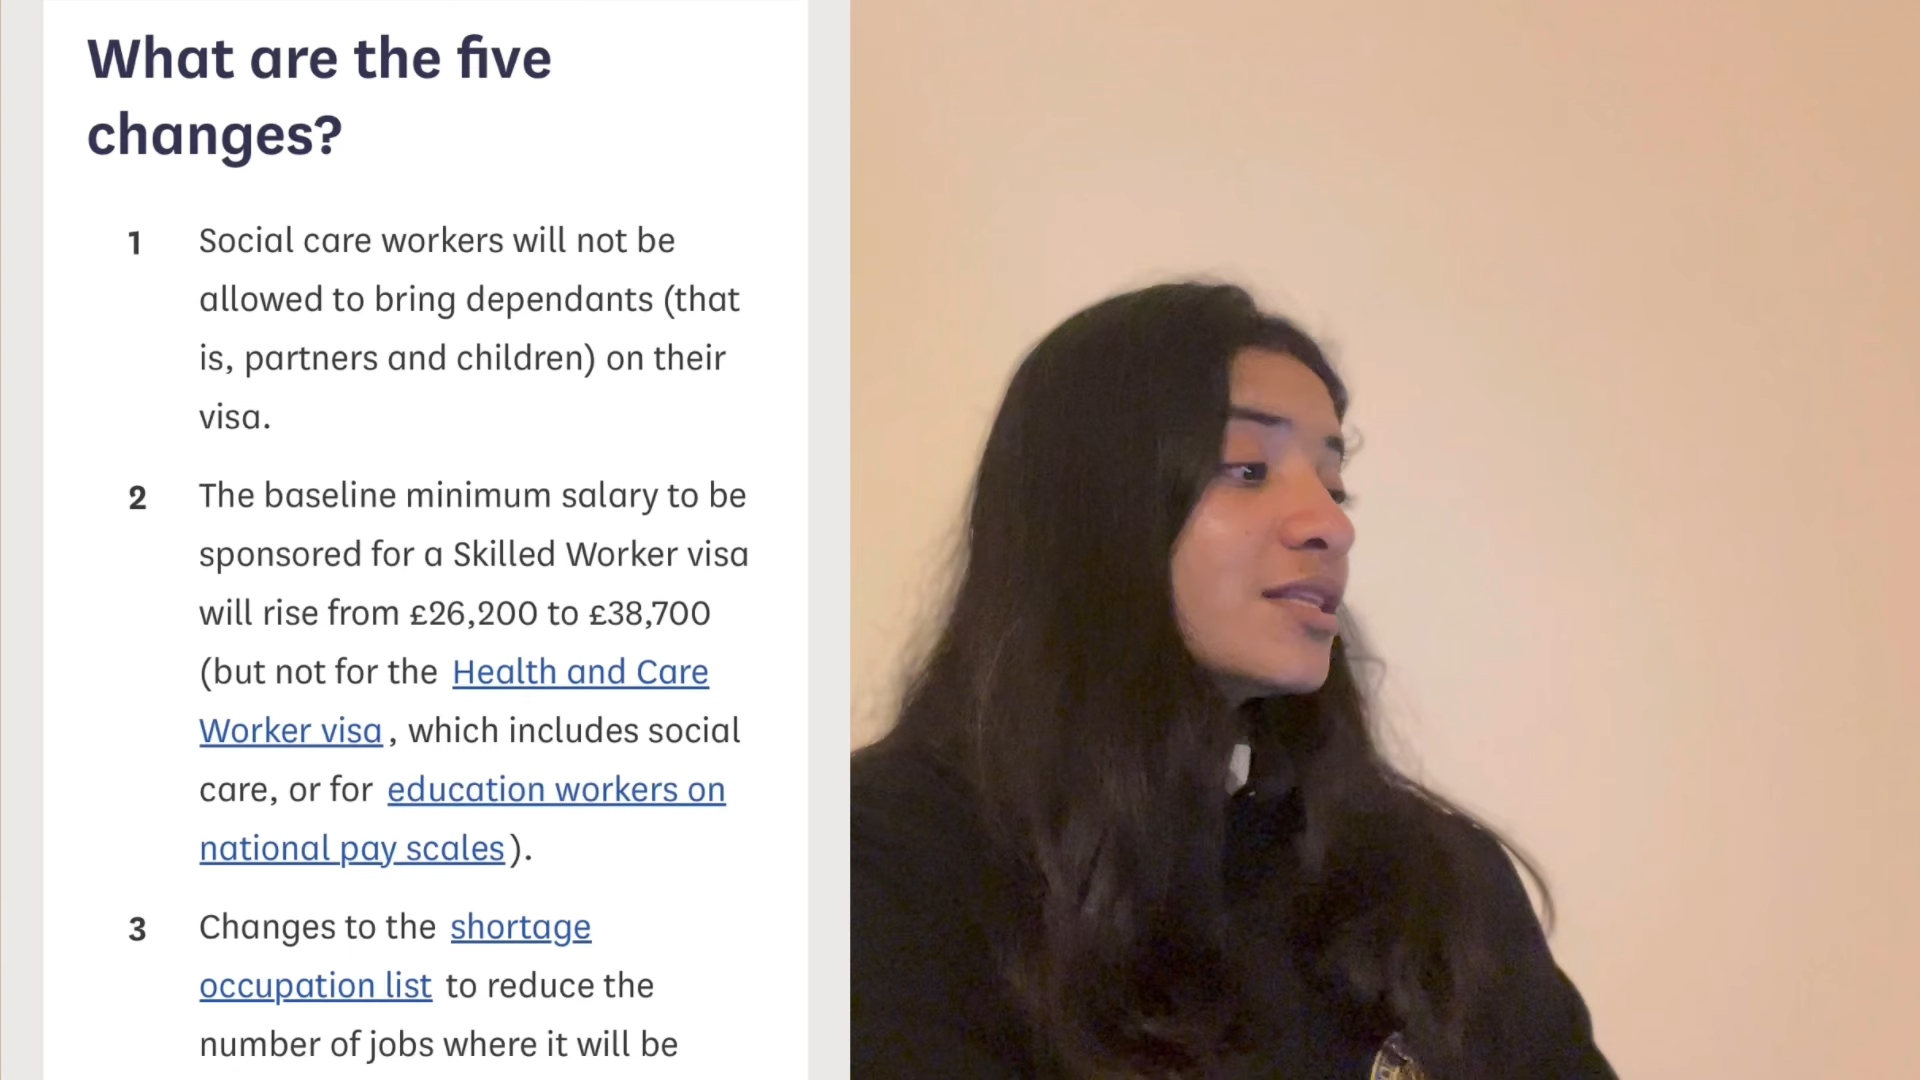 What are the five
changes?
1 Social care workers will not be
allowed to bring dependants (that
is, partners and children) on their
visa.
2 The baseline minimum salary to be
sponsored for a Skilled Worker visa
will rise from £26,200 to £38,700
(but not for the Health and Care
Worker visa, which includes social
care, or for education workers on
national pay scales).
3 Changes to the shortage
occupation list to reduce the
number of jobs where it will be